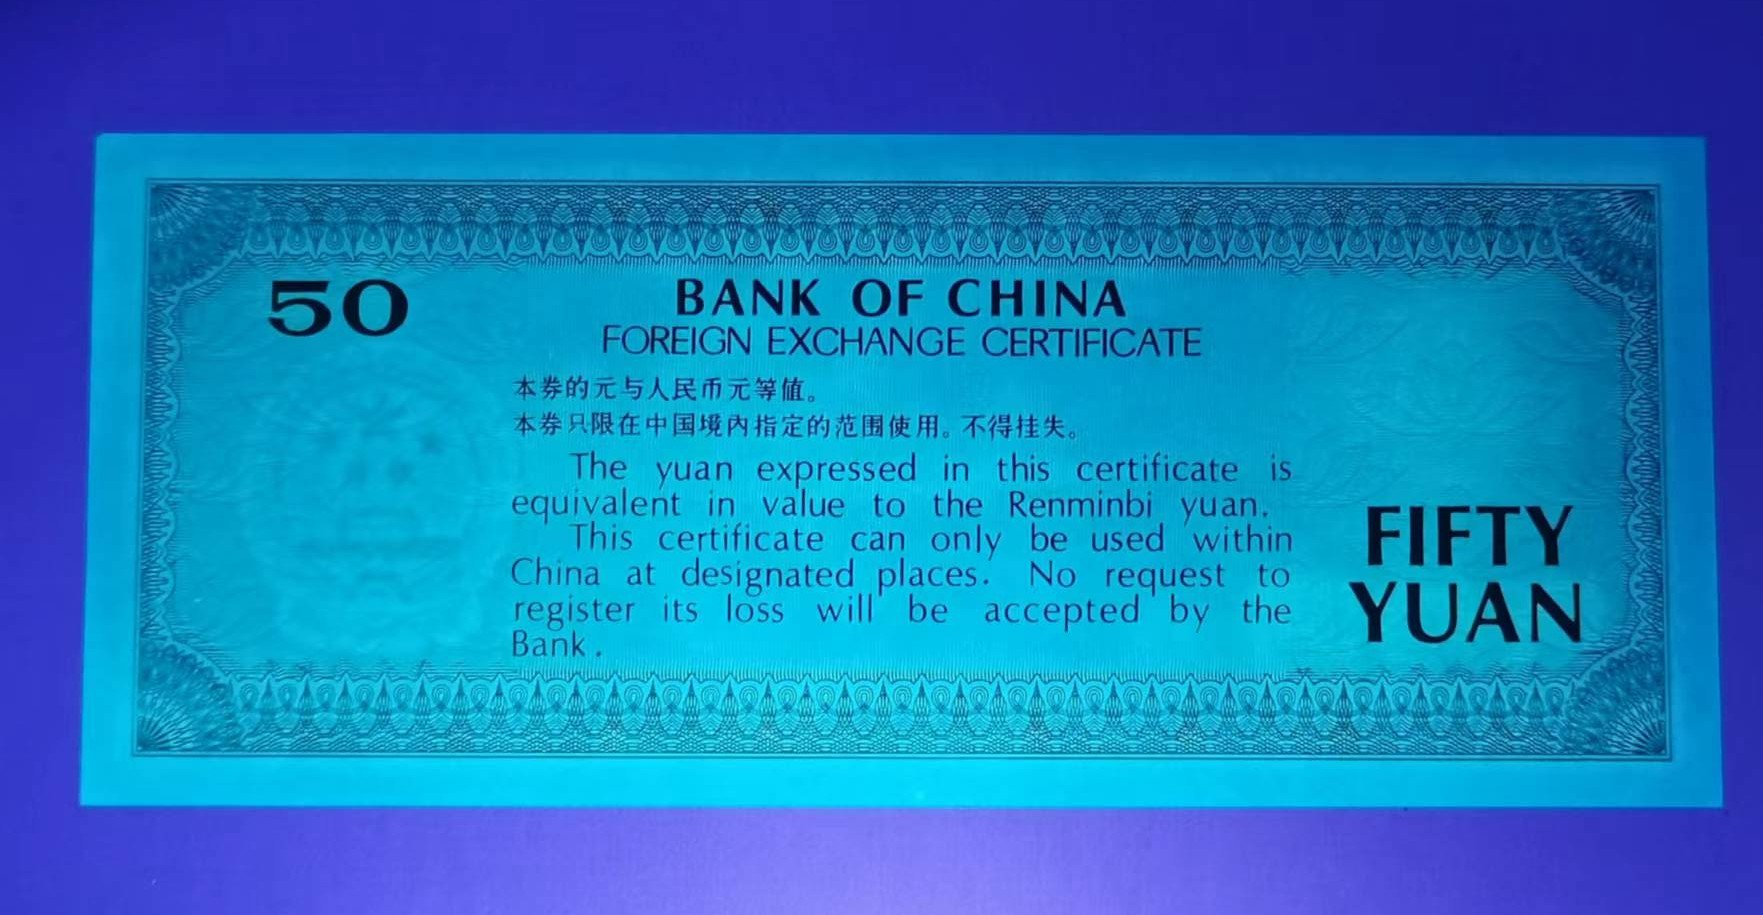 50
BANK OF CHINA
FOREIGN EXCHANGE CERTIFICATE
本券的元与人民币元等值。
本券只限在中国境内指定的范围使用。不得挂失。
The yuan expressed in this certificate is
equivalent in value to the Renminbi yuan.
This certificate can only be used within
China at designated places. No request to
register its loss will be accepted by the
Bank.
FIFTY
YUAN